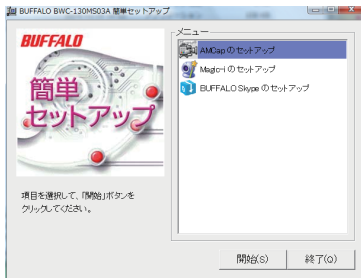 BUFFALO BWC-130MS03A 簡単セットアップ
BUFFALO
簡単
セットアップ
項目を選択して、「開始」ボタンを
クリックしてください。
メニュー
AMCap のセットアップ
Magic-i のセットアップ
BUFFALO Skype のセットアップ
開始(S)
終了(Q)